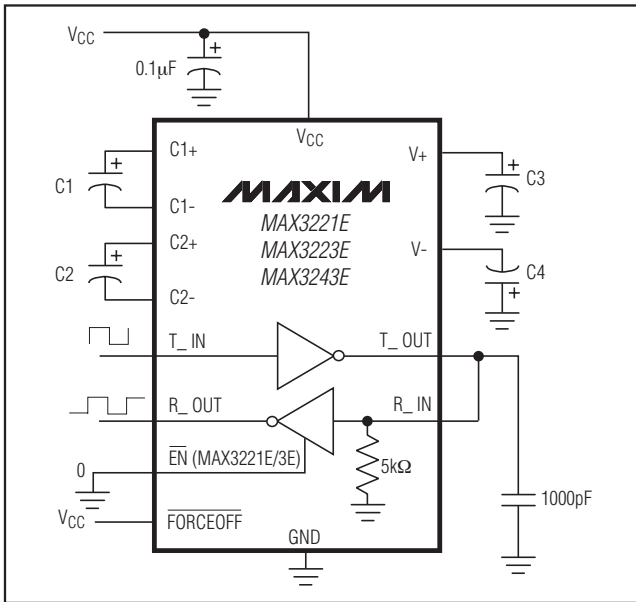 VCC
0.1µF
VCC
C1+
C1
C1-
C2+
C2
C2-
MAXIM
MAX3221E
MAX3223E
MAX3243E
V+
C3
V-
C4
T_ IN
T_ OUT
R_ OUT
R_ IN
0
EN (MAX3221E/3E)
5kΩ
1000pF
VCC
FORCEOFF
GND
+
+
+
+
+